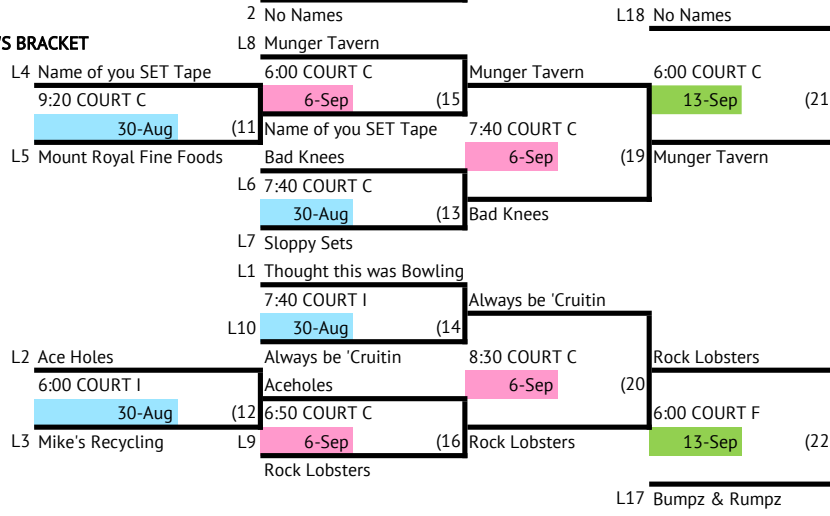 2 No Names L18 No Names
'S BRACKET L8 Munger Tavern
L4 Name of you SET Tape 6:00 COURT C Munger Tavern 6:00 COURT C
9:20 COURT C 6-Sep (15 13-Sep (21
30-Aug (11 Name of you SET Tape 7:40 COURT C
L5 Mount Royal Fine Foods Bad Knees 6-Sep (19 Munger Tavern
L6 7:40 COURT C
30-Aug (13 Bad Knees
L7 Sloppy Sets
L1 Thought this was Bowling
7:40 COURT I Always be 'Cruitin
L10 30-Aug (14
L2 Ace Holes Always be 'Cruitin 8:30 COURT C Rock Lobsters
6:00 COURT I Aceholes 6-Sep (20
30-Aug (12 6:50 COURT C 6:00 COURT F
L3 Mike's Recycling L9 6-Sep (16 Rock Lobsters 13-Sep (22
Rock Lobsters
L17 Bumpz & Rumpz